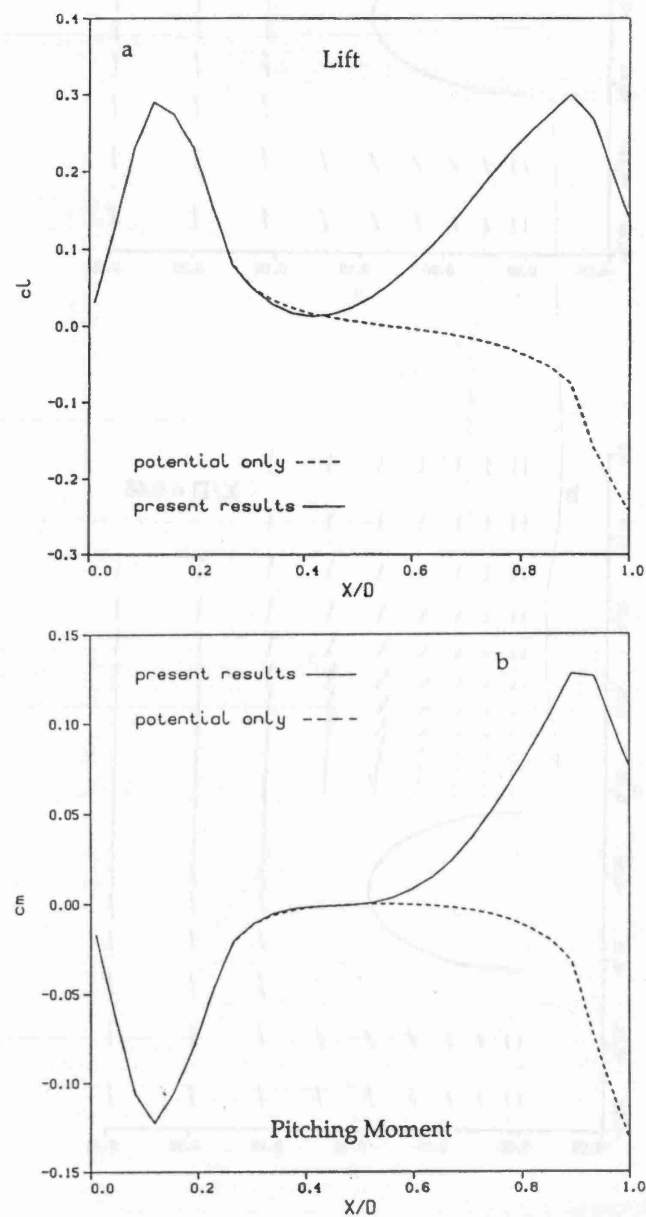 0.4
a
Lift
0.3
0.2
0.1
cl
0.0
-0.1
potential only
-0.2
present results
-0.3
0.0 0.2 0.4 0.6 0.8 1.0
X/D
0.15
present results
b
potential only
0.10
0.05
cm
0.00
-0.05
-0.10
Pitching Moment
-0.15
0.0 0.2 0.4 0.6 0.8 1.0
X/D